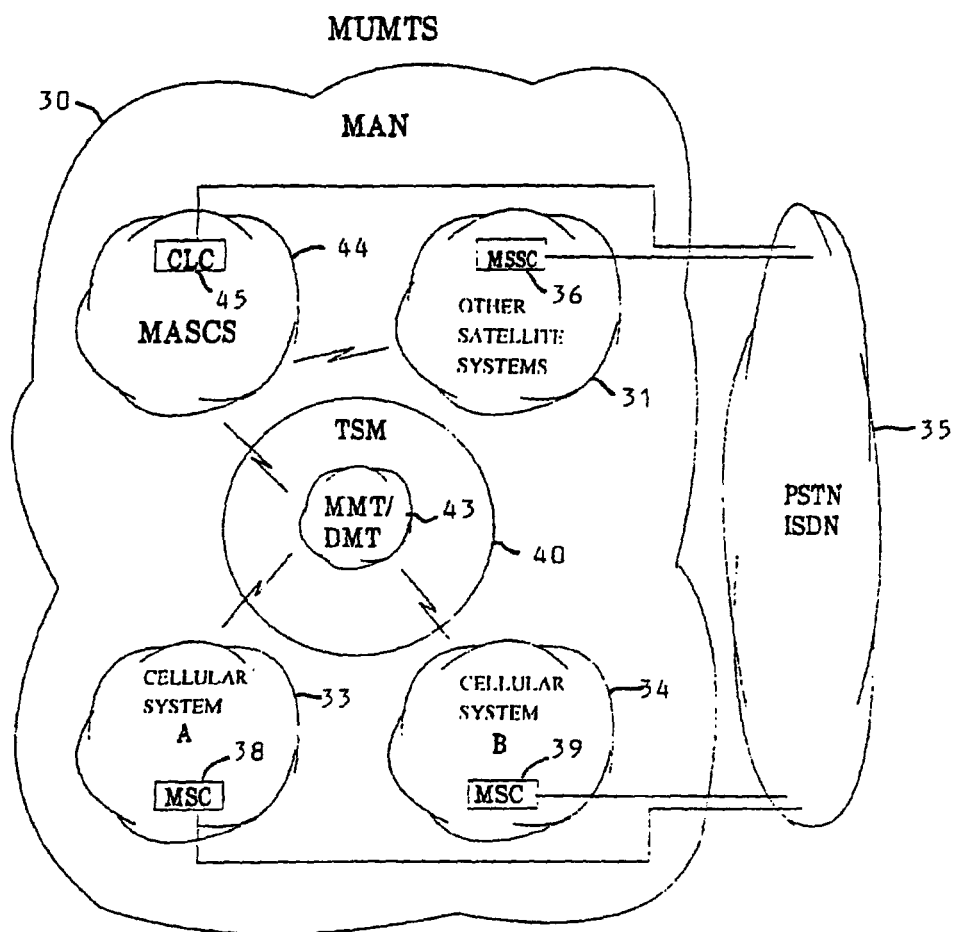 MUMTS
30
MAN
CLC
45
44
MASCS
MSSC
36
OTHER
SATELLITE
SYSTEMS
31
35
PSTN
ISDN
TSM
MMT/
DMT
43
40
CELLULAR
SYSTEM
A
33
38
MSC
CELLULAR
SYSTEM
B
34
39
MSC